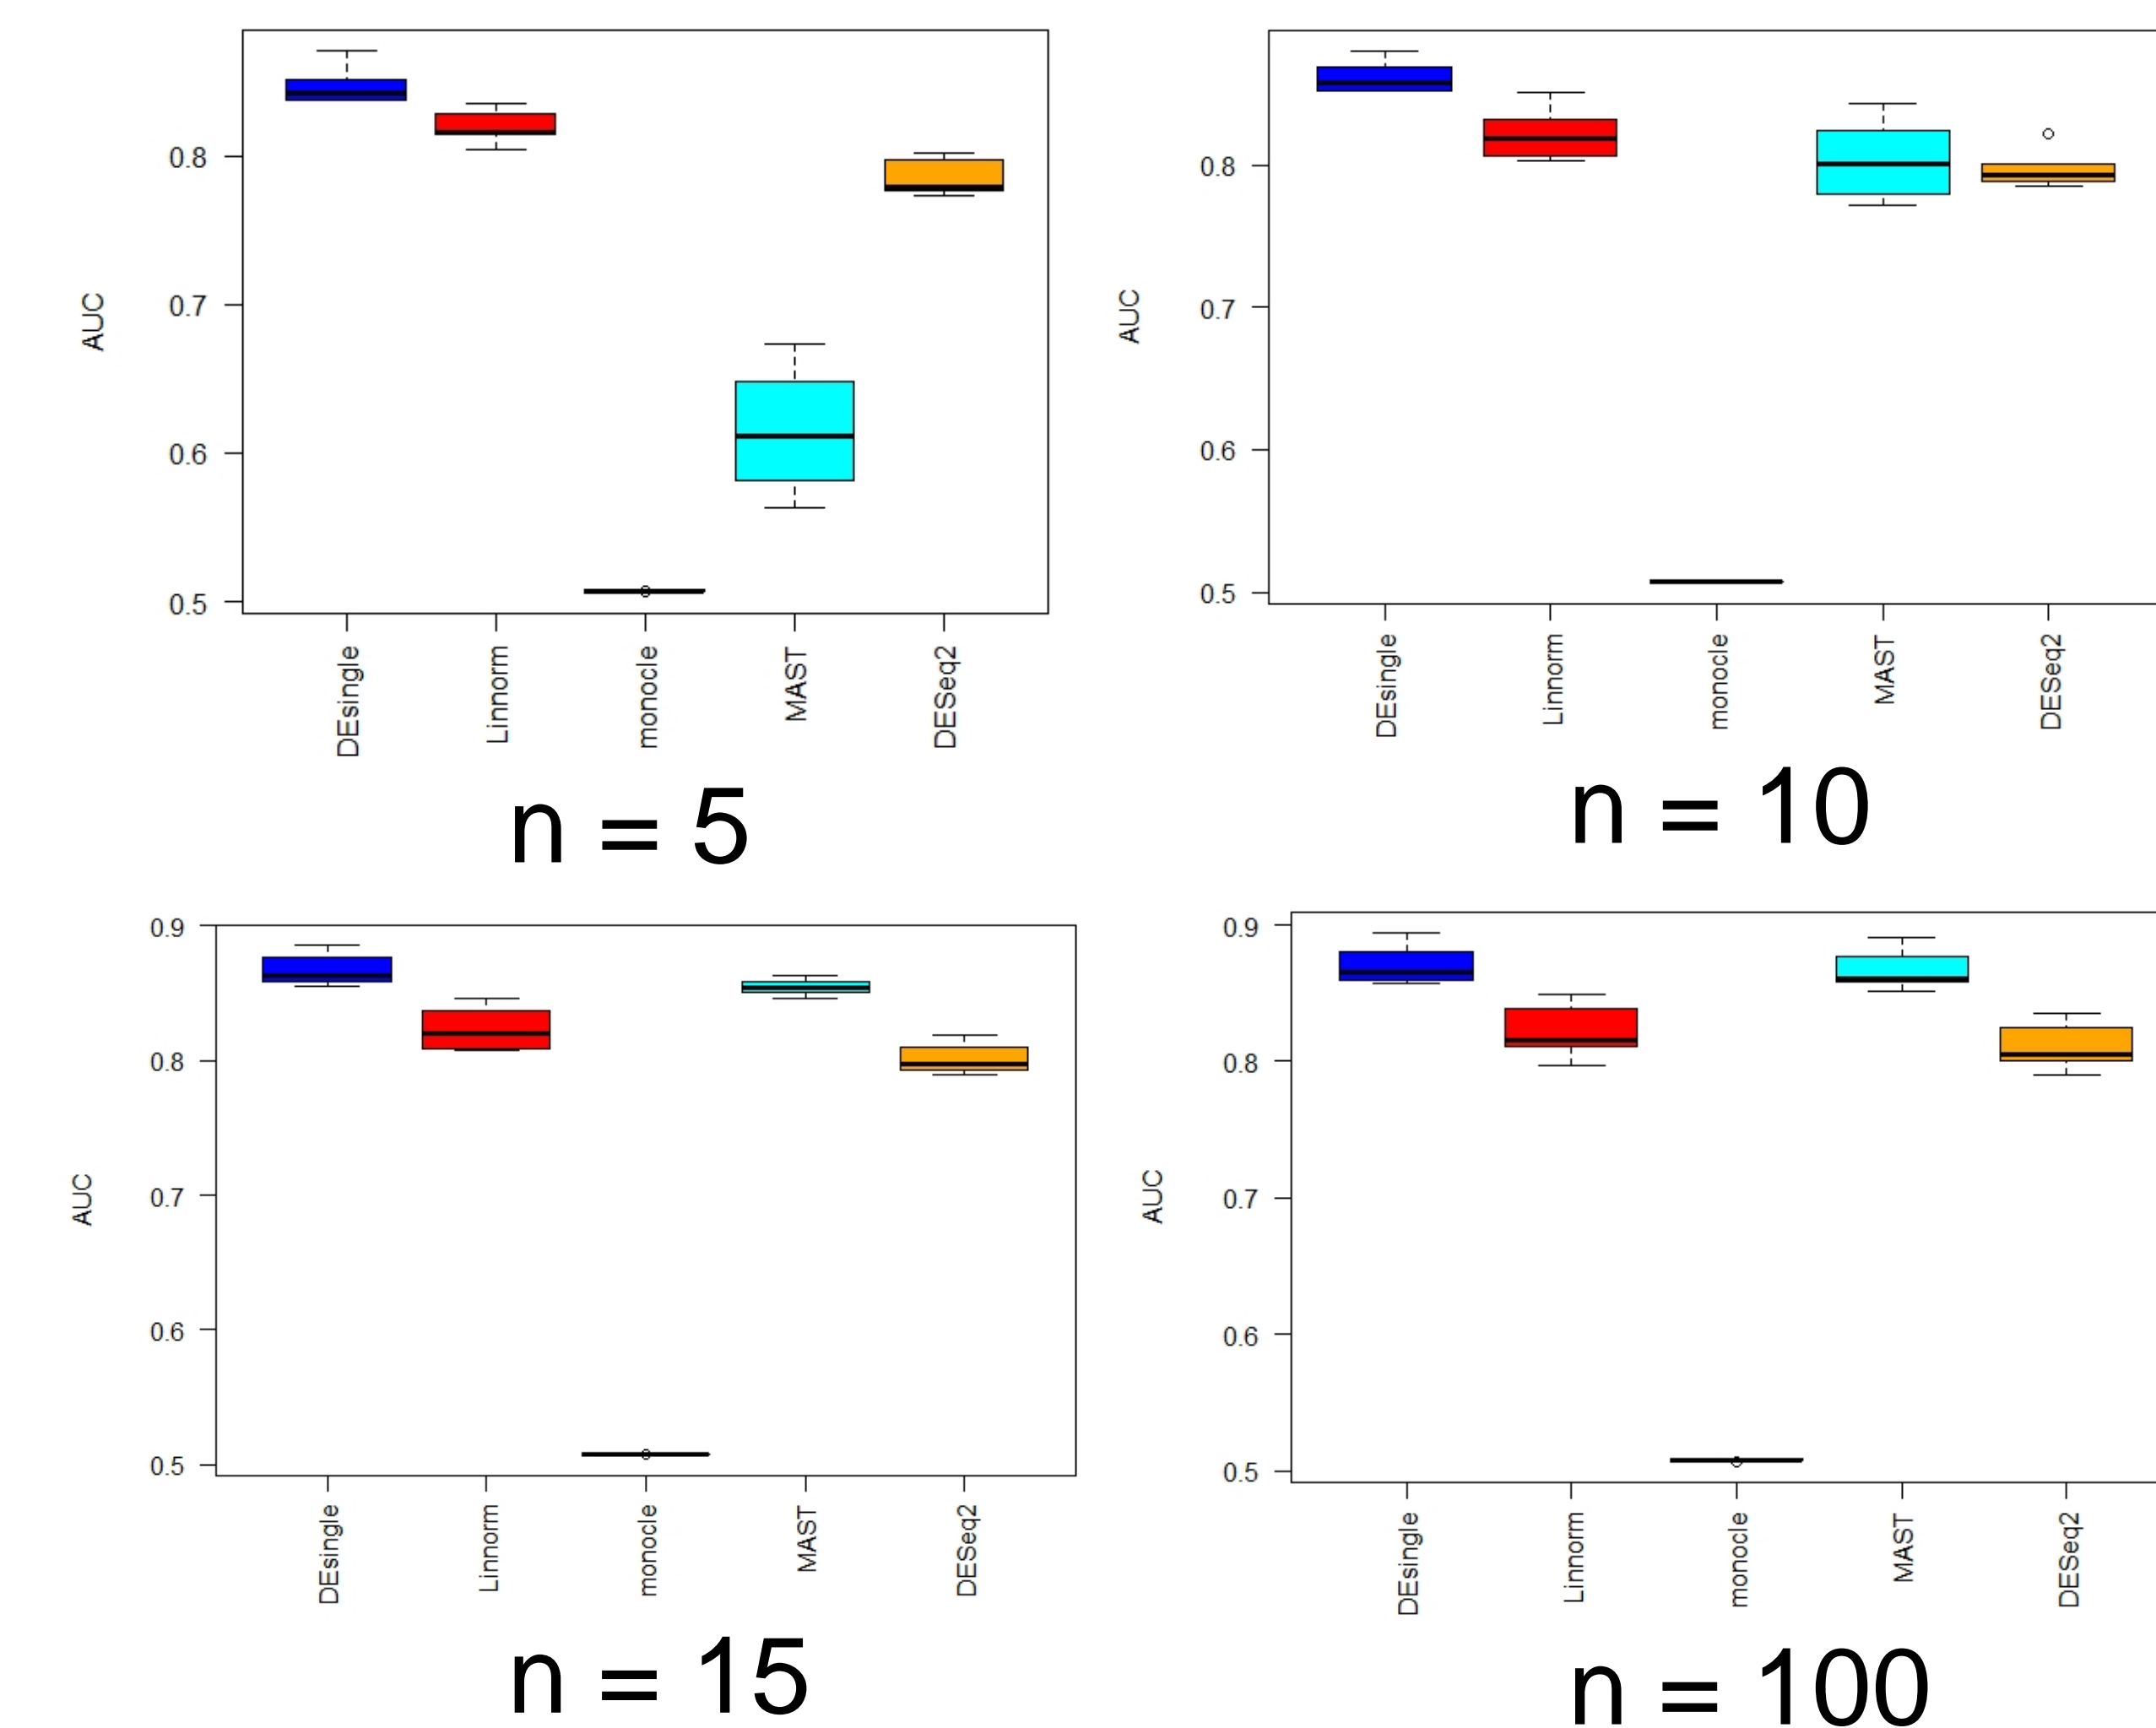 AUC
0.8
0.7
0.6
0.5
DEsingle
Linnorm
monocle
MAST
DESeq2
n = 5
AUC
0.8
0.7
0.6
0.5
DEsingle
Linnorm
monocle
MAST
DESeq2
n = 10
AUC
0.9
0.8
0.7
0.6
0.5
DEsingle
Linnorm
monocle
MAST
DESeq2
n = 15
AUC
0.9
0.8
0.7
0.6
0.5
DEsingle
Linnorm
monocle
MAST
DESeq2
n = 100